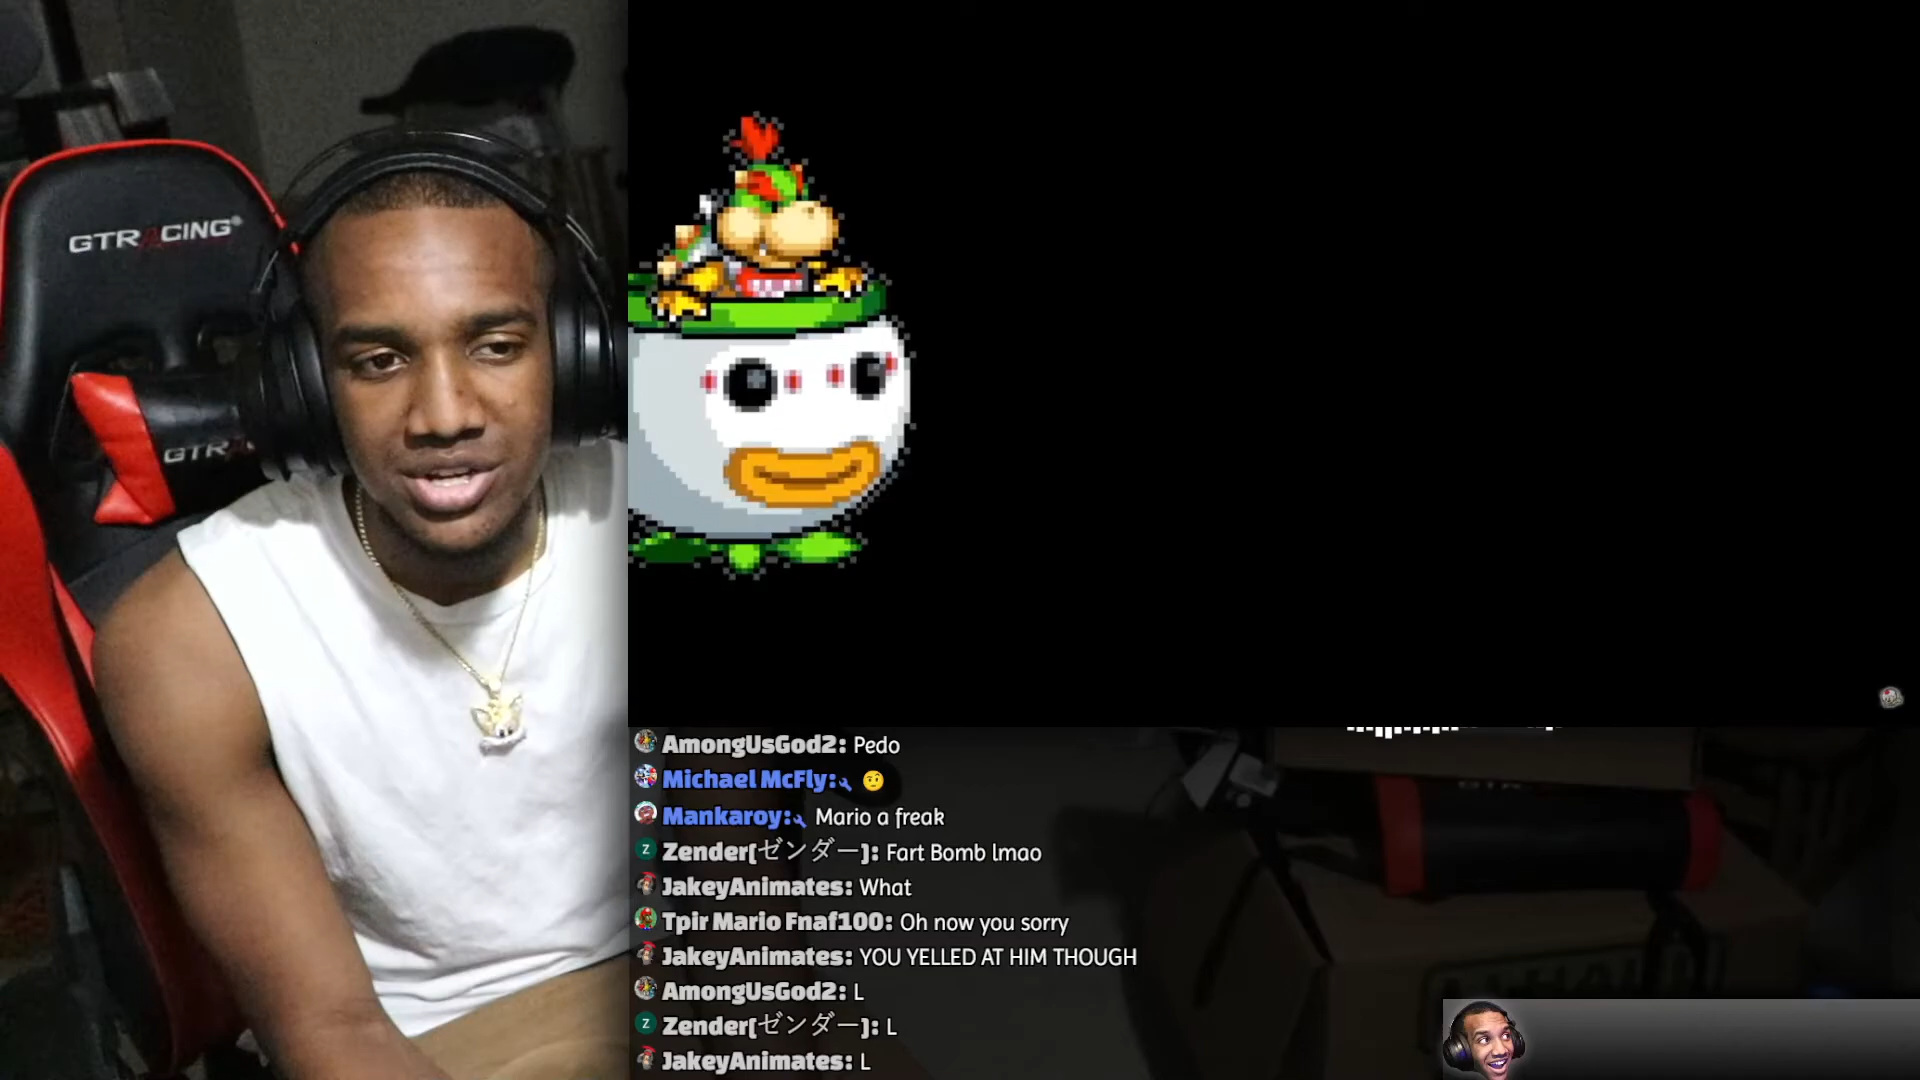 GTRACING
GTRA
AmongUsGod2: Pedo
Michael McFly: 🤨
Mankaroy: Mario a freak
Z Zender[ゼンダー]: Fart Bomb lmao
JakeyAnimates: What
Tpir Mario Fnaf100: Oh now you sorry
JakeyAnimates: YOU YELLED AT HIM THOUGH
AmongUsGod2: L
Z Zender[ゼンダー]: L
JakeyAnimates: L